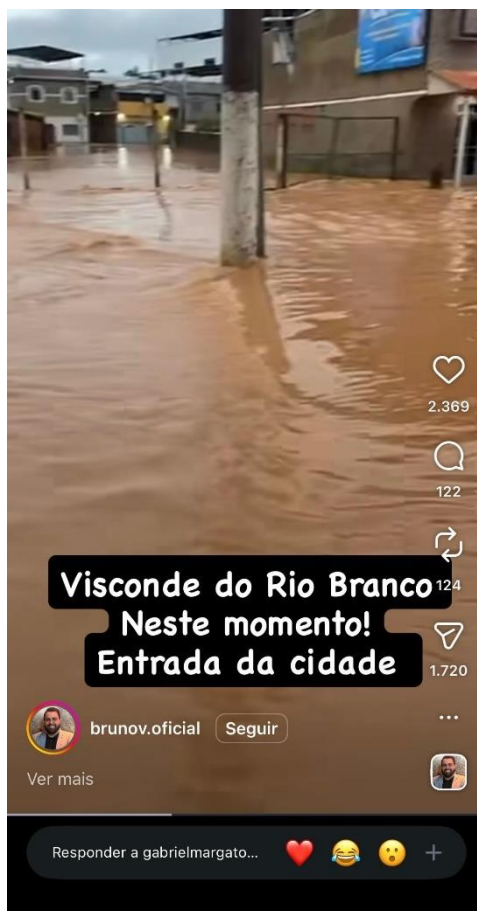 2.369
122
124
1.720
Visconde do Rio Branco
Neste momento!
Entrada da cidade
brunov.oficial Seguir
Ver mais
Responder a gabrielmargato...